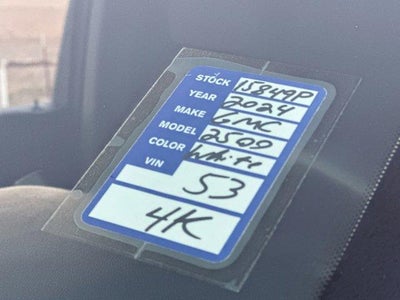 STOCK 15849P
YEAR 2024
MAKE GMC
MODEL 2500
COLOR White
VIN 53
4K